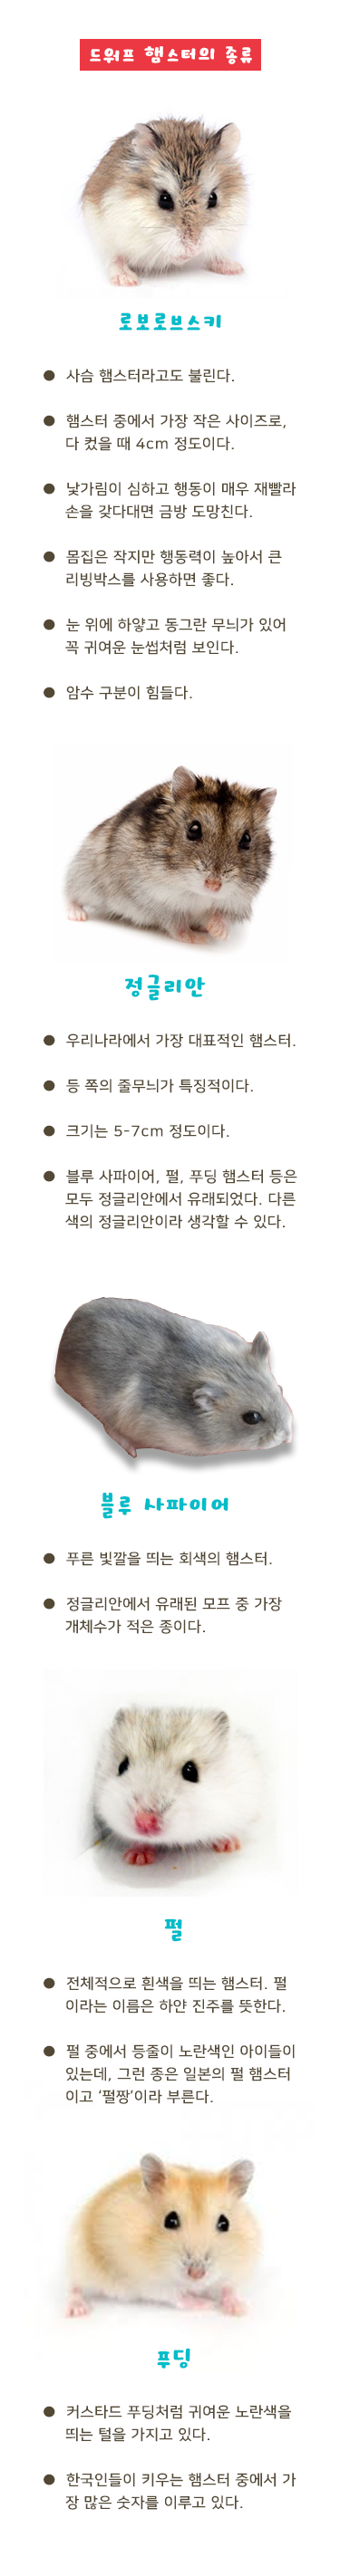 드워프 햄스터의 종류
로보로브스키
● 사슴 햄스터라고도 불린다.
● 햄스터 중에서 가장 작은 사이즈로,
다 컸을 때 4cm 정도이다.
● 낯가림이 심하고 행동이 매우 재빨라
손을 갖다대면 금방 도망친다.
● 몸집은 작지만 행동력이 높아서 큰
리빙박스를 사용하면 좋다.
● 눈 위에 하얗고 동그란 무늬가 있어
꼭 귀여운 눈썹처럼 보인다.
● 암수 구분이 힘들다.
정글리안
● 우리나라에서 가장 대표적인 햄스터.
● 등 쪽의 줄무늬가 특징적이다.
● 크기는 5-7cm 정도이다.
● 블루 사파이어, 펄, 푸딩 햄스터 등은
모두 정글리안에서 유래되었다. 다른
색의 정글리안이라 생각할 수 있다.
블루 사파이어
● 푸른 빛깔을 띄는 회색의 햄스터.
● 정글리안에서 유래된 모프 중 가장
개체수가 적은 종이다.
펄
● 전체적으로 흰색을 띄는 햄스터. 펄
이라는 이름은 하얀 진주를 뜻한다.
● 펄 중에서 등줄이 노란색인 아이들이
있는데, 그런 종은 일본의 펄 햄스터
이고 ‘펄짱’이라 부른다.
푸딩
● 커스타드 푸딩처럼 귀여운 노란색을
띄는 털을 가지고 있다.
● 한국인들이 키우는 햄스터 중에서 가
장 많은 숫자를 이루고 있다.